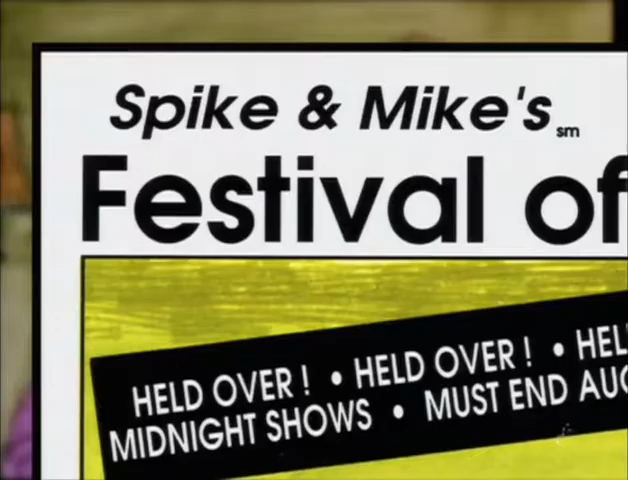 Spike & Mike's sm
Festival of
HELD OVER! • HELD OVER! • HEL
MIDNIGHT SHOWS • MUST END AUG